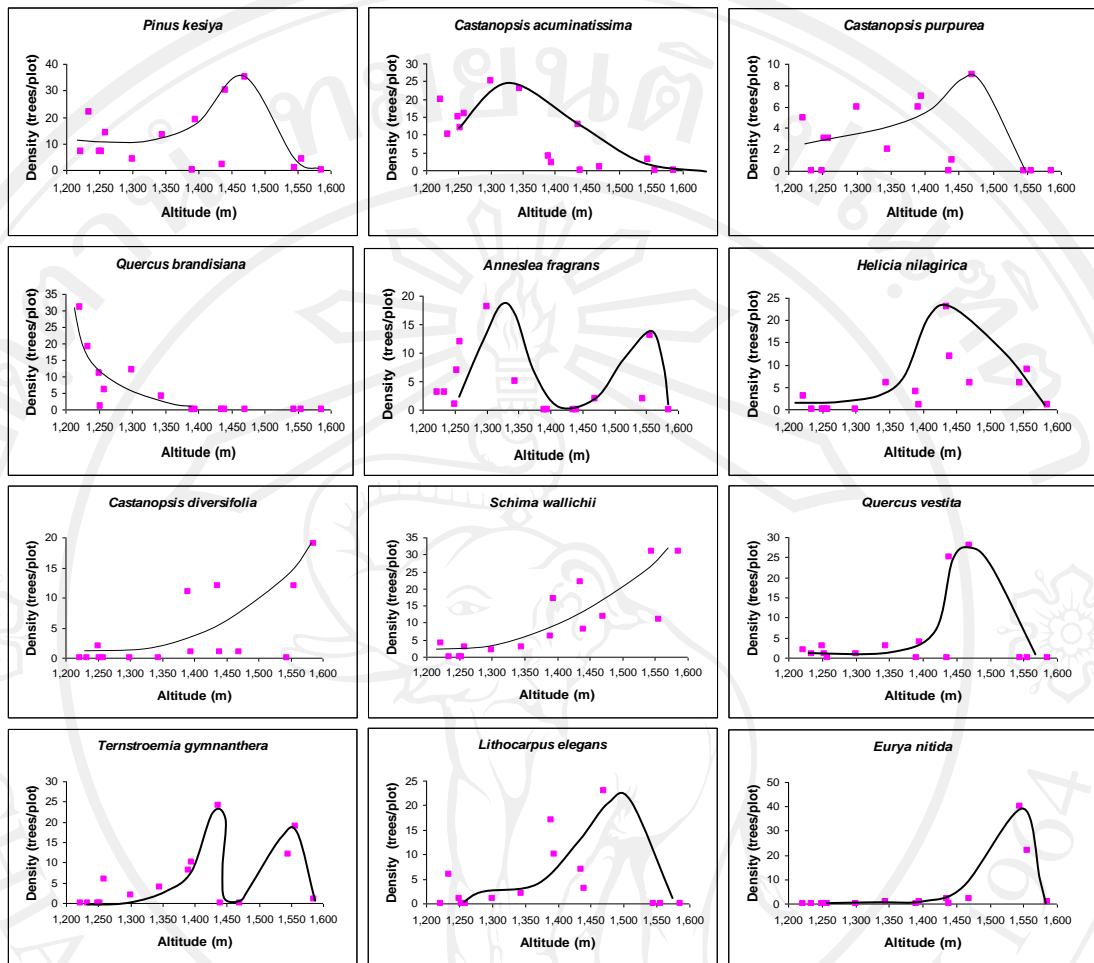 Pinus kesiya
Density (trees/plot)
40
30
20
10
0
1,200 1,250 1,300 1,350 1,400 1,450 1,500 1,550 1,600
Altitude (m)
Castanopsis acuminatissima
Density (trees/plot)
30
25
20
15
10
5
0
1,200 1,250 1,300 1,350 1,400 1,450 1,500 1,550 1,600
Altitude (m)
Castanopsis purpurea
Density (trees/plot)
10
8
6
4
2
0
1,200 1,250 1,300 1,350 1,400 1,450 1,500 1,550 1,600
Altitude (m)
Quercus brandisiana
Density (trees/plot)
35
30
25
20
15
10
5
0
1,200 1,250 1,300 1,350 1,400 1,450 1,500 1,550 1,600
Altitude (m)
Anneslea fragrans
Density (trees/plot)
20
15
10
5
0
1,200 1,250 1,300 1,350 1,400 1,450 1,500 1,550 1,600
Altitude (m)
Helicia nilagirica
Density (trees/plot)
25
20
15
10
5
0
1,200 1,250 1,300 1,350 1,400 1,450 1,500 1,550 1,600
Altitude (m)
Castanopsis diversifolia
Density (trees/plot)
20
15
10
5
0
1,200 1,250 1,300 1,350 1,400 1,450 1,500 1,550 1,600
Altitude (m)
Schima wallichii
Density (trees/plot)
35
30
25
20
15
10
5
0
1,200 1,250 1,300 1,350 1,400 1,450 1,500 1,550 1,600
Altitude (m)
Quercus vestita
Density (trees/plot)
30
25
20
15
10
5
0
1,200 1,250 1,300 1,350 1,400 1,450 1,500 1,550 1,600
Altitude (m)
Ternstroemia gymnanthera
Density (trees/plot)
30
25
20
15
10
5
0
1,200 1,250 1,300 1,350 1,400 1,450 1,500 1,550 1,600
Altitude (m)
Lithocarpus elegans
Density (trees/plot)
25
20
15
10
5
0
1,200 1,250 1,300 1,350 1,400 1,450 1,500 1,550 1,600
Altitude (m)
Eurya nitida
Density (trees/plot)
50
40
30
20
10
0
1,200 1,250 1,300 1,350 1,400 1,450 1,500 1,550 1,600
Altitude (m)
1964